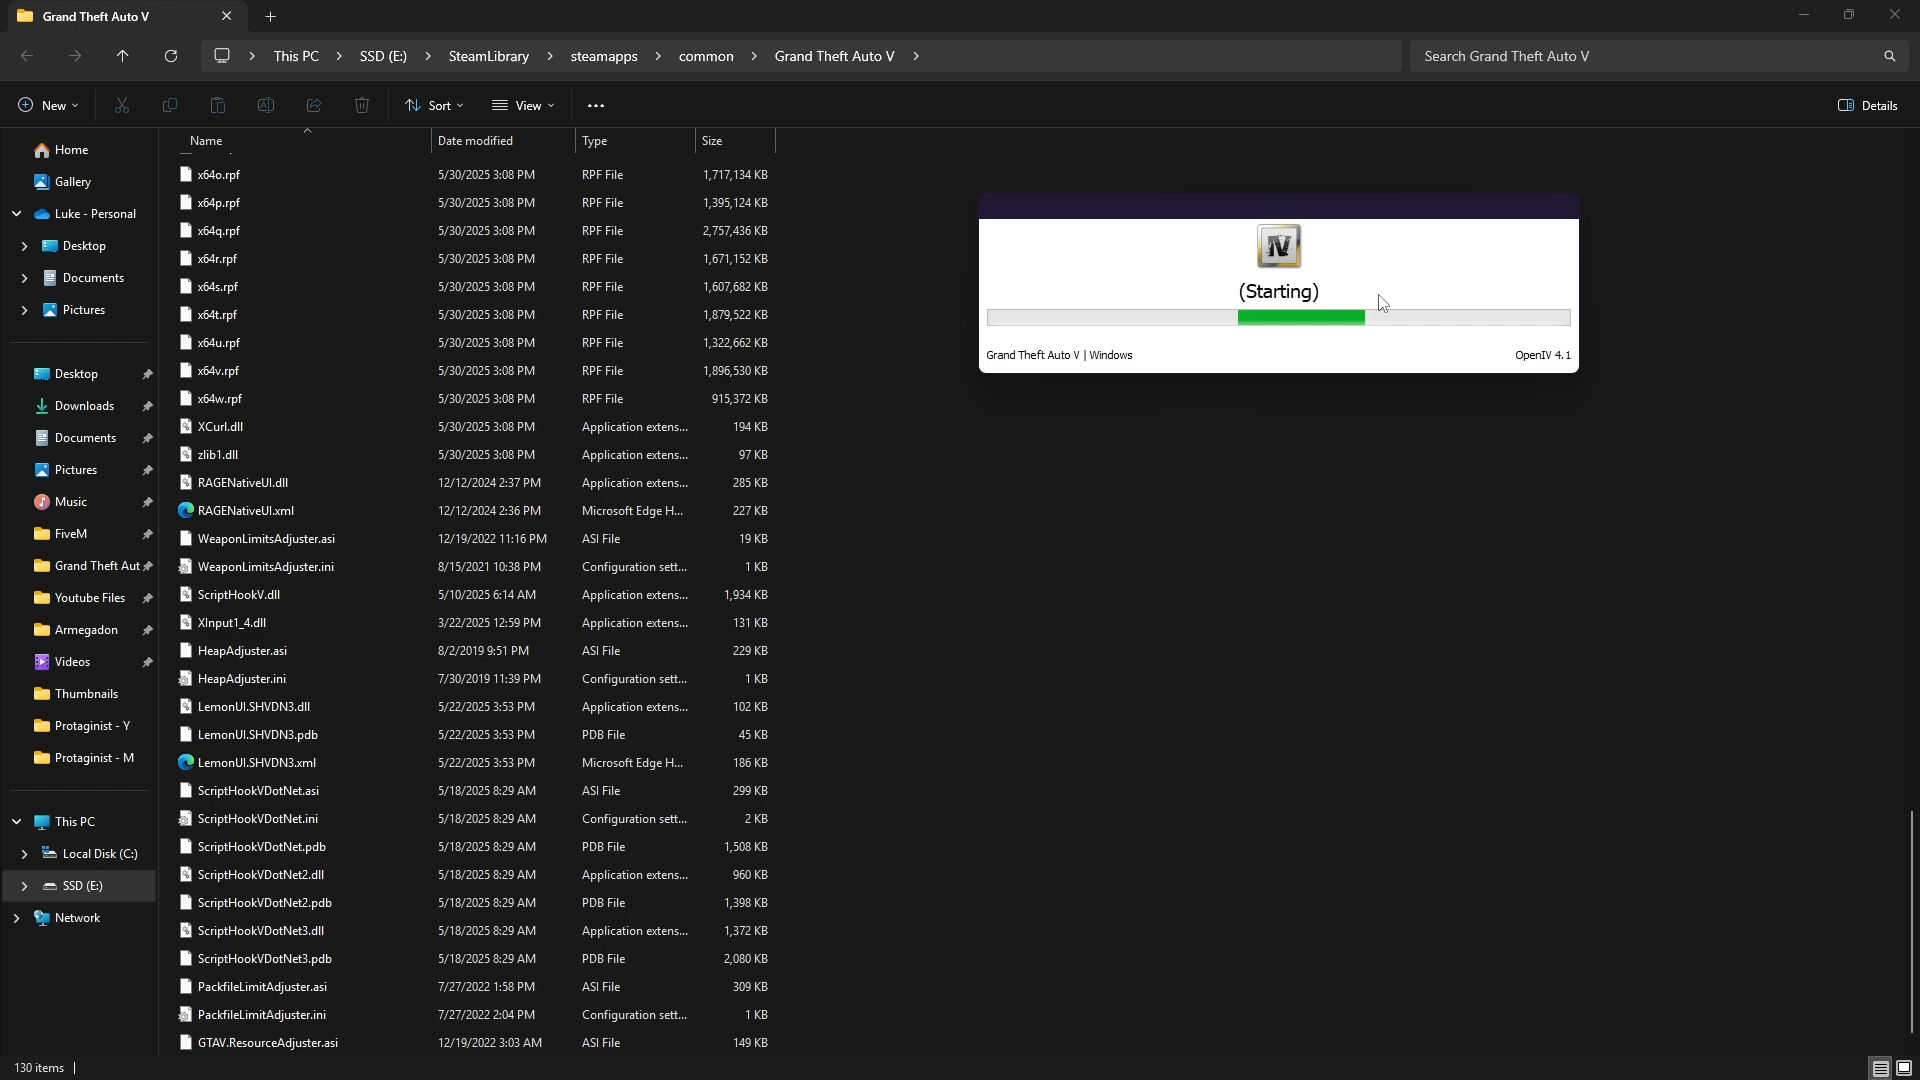 Grand Theft Auto V
This PC
SSD (E:)
SteamLibrary
steamapps
common
Grand Theft Auto V
Search Grand Theft Auto V
New
Sort
View
Details
Name
Date modified
Type
Size
Home
Gallery
Luke - Personal
Desktop
Documents
Pictures
Desktop
Downloads
Documents
Pictures
Music
FiveM
Grand Theft Aut
Youtube Files
Armegadon
Videos
Thumbnails
Protaginist - Y
Protaginist - M
This PC
Local Disk (C:)
SSD (E:)
Network
x64o.rpf 5/30/2025 3:08 PM RPF File 1,717,134 KB
x64p.rpf 5/30/2025 3:08 PM RPF File 1,395,124 KB
x64q.rpf 5/30/2025 3:08 PM RPF File 2,757,436 KB
x64r.rpf 5/30/2025 3:08 PM RPF File 1,671,152 KB
x64s.rpf 5/30/2025 3:08 PM RPF File 1,607,682 KB
x64t.rpf 5/30/2025 3:08 PM RPF File 1,879,522 KB
x64u.rpf 5/30/2025 3:08 PM RPF File 1,322,662 KB
x64v.rpf 5/30/2025 3:08 PM RPF File 1,896,530 KB
x64w.rpf 5/30/2025 3:08 PM RPF File 915,372 KB
XCurl.dll 5/30/2025 3:08 PM Application extens... 194 KB
zlib1.dll 5/30/2025 3:08 PM Application extens... 97 KB
RAGENativeUI.dll 12/12/2024 2:37 PM Application extens... 285 KB
RAGENativeUI.xml 12/12/2024 2:36 PM Microsoft Edge H... 227 KB
WeaponLimitsAdjuster.asi 12/19/2022 11:16 PM ASI File 19 KB
WeaponLimitsAdjuster.ini 8/15/2021 10:38 PM Configuration sett... 1 KB
ScriptHookV.dll 5/10/2025 6:14 AM Application extens... 1,934 KB
XInput1_4.dll 3/22/2025 12:59 PM Application extens... 131 KB
HeapAdjuster.asi 8/2/2019 9:51 PM ASI File 229 KB
HeapAdjuster.ini 7/30/2019 11:39 PM Configuration sett... 1 KB
LemonUI.SHVDN3.dll 5/22/2025 3:53 PM Application extens... 102 KB
LemonUI.SHVDN3.pdb 5/22/2025 3:53 PM PDB File 45 KB
LemonUI.SHVDN3.xml 5/22/2025 3:53 PM Microsoft Edge H... 186 KB
ScriptHookVDotNet.asi 5/18/2025 8:29 AM ASI File 299 KB
ScriptHookVDotNet.ini 5/18/2025 8:29 AM Configuration sett... 2 KB
ScriptHookVDotNet.pdb 5/18/2025 8:29 AM PDB File 1,508 KB
ScriptHookVDotNet2.dll 5/18/2025 8:29 AM Application extens... 960 KB
ScriptHookVDotNet2.pdb 5/18/2025 8:29 AM PDB File 1,398 KB
ScriptHookVDotNet3.dll 5/18/2025 8:29 AM Application extens... 1,372 KB
ScriptHookVDotNet3.pdb 5/18/2025 8:29 AM PDB File 2,080 KB
PackfileLimitAdjuster.asi 7/27/2022 1:58 PM ASI File 309 KB
PackfileLimitAdjuster.ini 7/27/2022 2:04 PM Configuration sett... 1 KB
GTAV.ResourceAdjuster.asi 12/19/2022 3:03 AM ASI File 149 KB
IV
(Starting)
Grand Theft Auto V | Windows
OpenIV 4.1
130 items